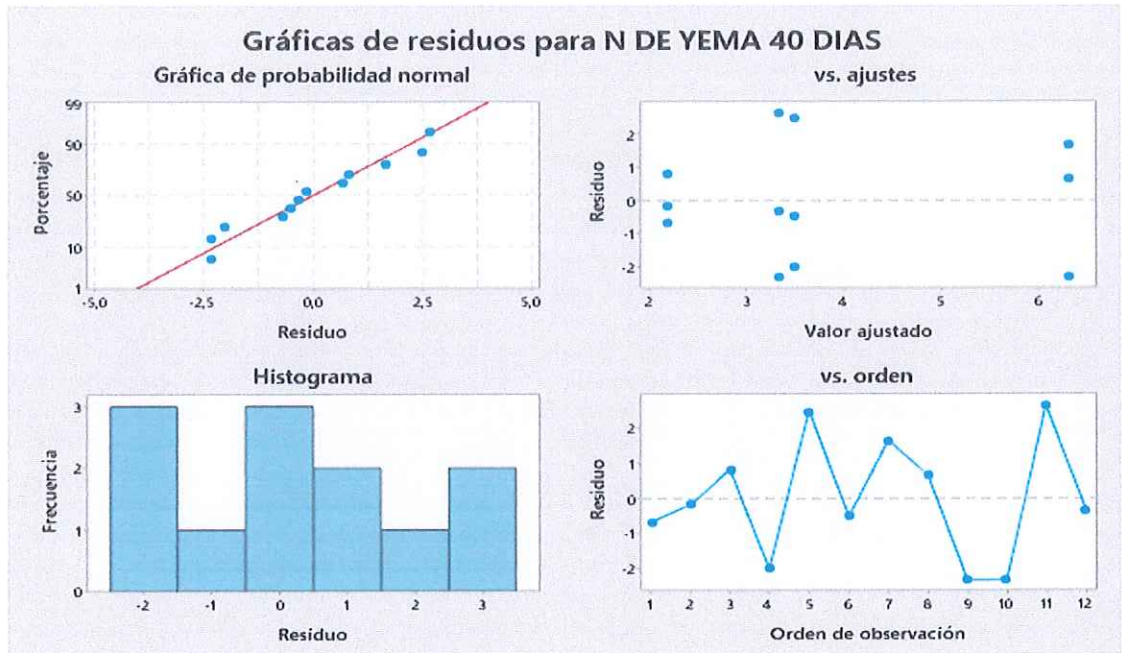 Gráficas de residuos para N DE YEMA 40 DIAS
Gráfica de probabilidad normal
99
90
50
10
1
-5,0 -2,5 0,0 2,5 5,0
Porcentaje
Residuo
vs. ajustes
2
1
0
-1
-2
2 3 4 5 6
Residuo
Valor ajustado
Histograma
3
2
1
0
-2 -1 0 1 2 3
Frecuencia
Residuo
vs. orden
2
1
0
-1
-2
1 2 3 4 5 6 7 8 9 10 11 12
Residuo
Orden de observación